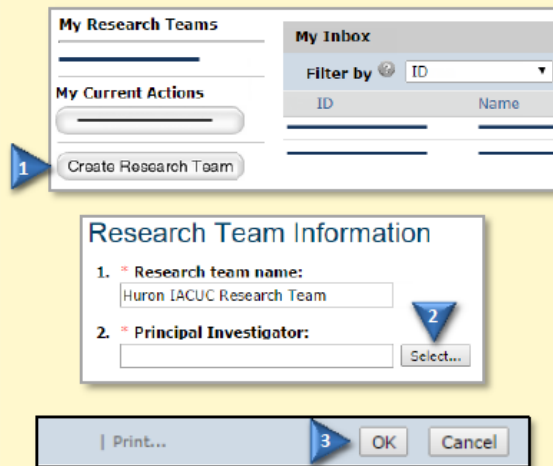 My Research Teams
My Inbox
Filter by ? ID
My Current Actions
ID Name
1 Create Research Team
Research Team Information
1. * Research team name:
Huron IACUC Research Team
2. * Principal Investigator:
2
Select...
| Print... 3 OK Cancel